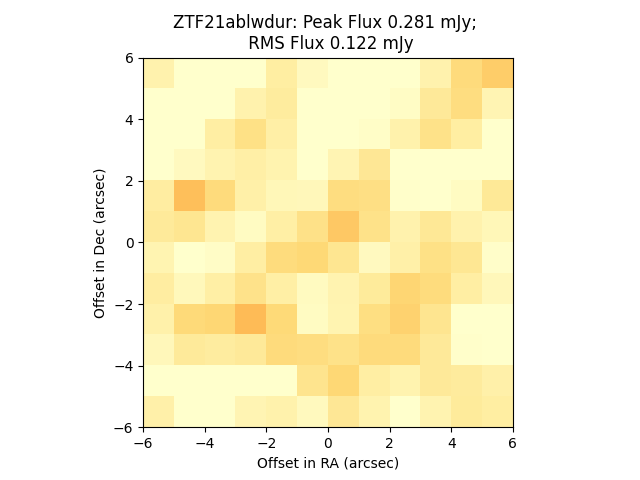 ZTF21ablwdur: Peak Flux 0.281 mJy;
RMS Flux 0.122 mJy
6
4
2
0
−2
−4
−6
Offset in Dec (arcsec)
−6 −4 −2 0 2 4 6
Offset in RA (arcsec)